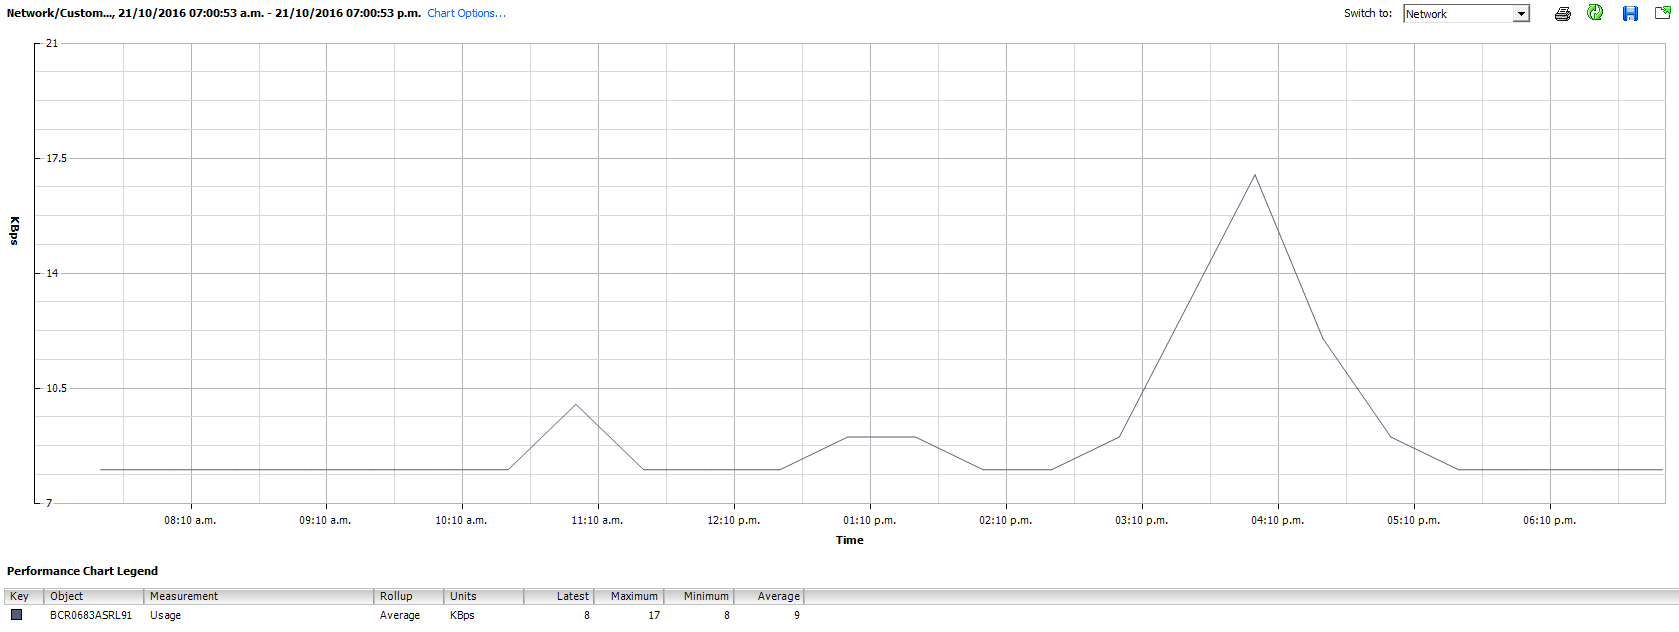 Network/Custom..., 21/10/2016 07:00:53 a.m. - 21/10/2016 07:00:53 p.m. Chart Options... Switch to: Network
21
17.5
KBps
14
10.5
7
08:10 a.m. 09:10 a.m. 10:10 a.m. 11:10 a.m. 12:10 p.m. 01:10 p.m. 02:10 p.m. 03:10 p.m. 04:10 p.m. 05:10 p.m. 06:10 p.m.
Time
Performance Chart Legend
Key Object Measurement Rollup Units Latest Maximum Minimum Average
BCR0683ASRL91 Usage Average KBps 8 17 8 9